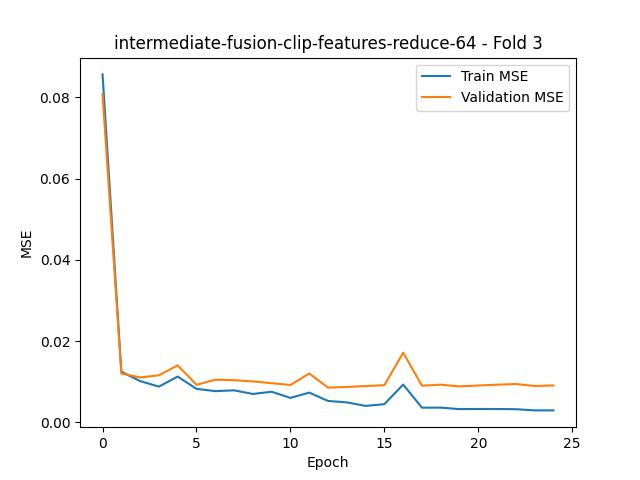 intermediate-fusion-clip-features-reduce-64 - Fold 3
Train MSE
Validation MSE
0.08
0.06
0.04
0.02
0.00
MSE
0 5 10 15 20 25
Epoch